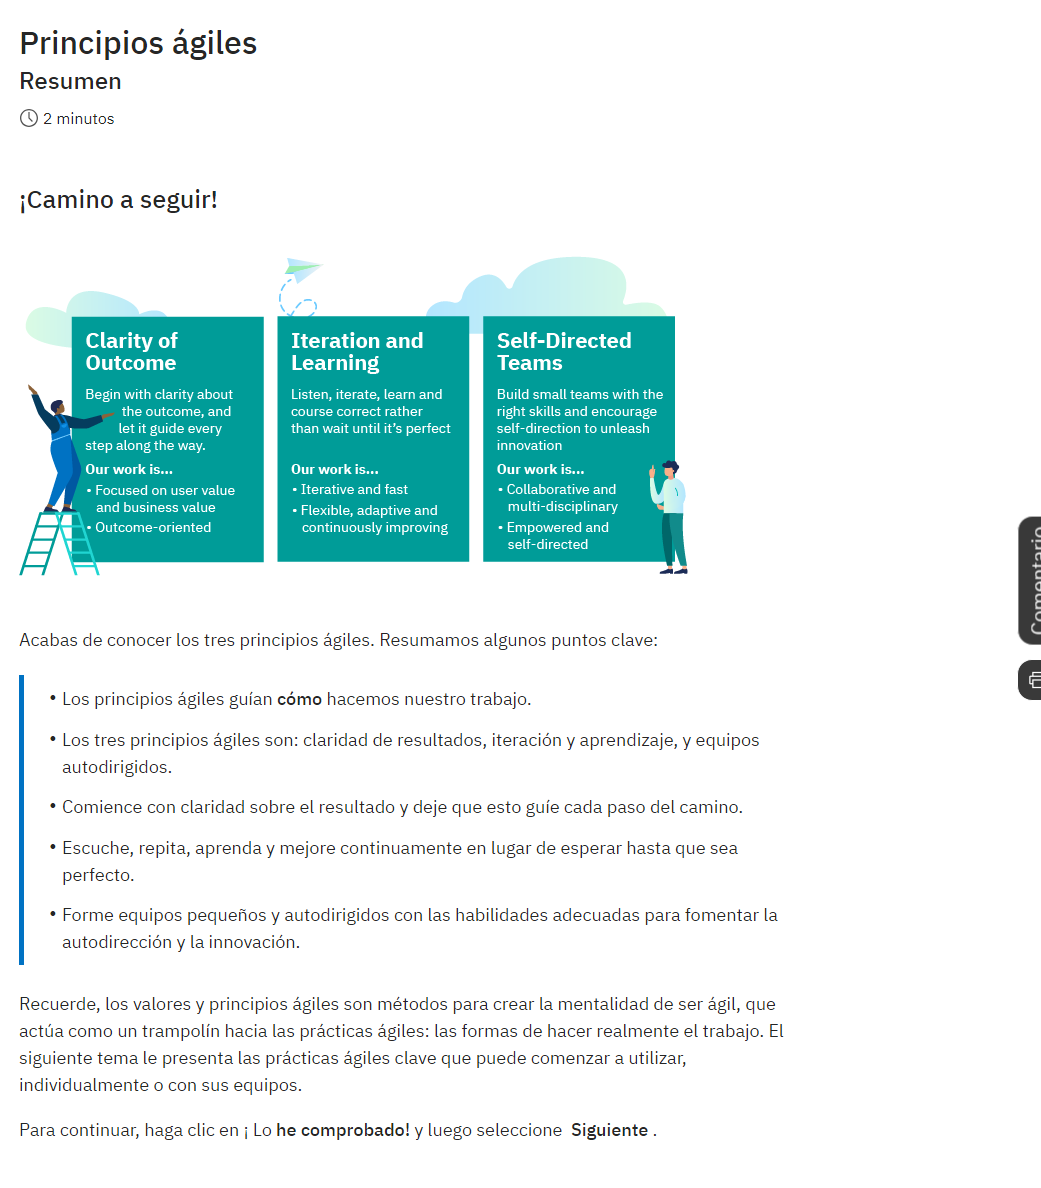 Principios ágiles
Resumen
2 minutos
¡Camino a seguir!
Clarity of
Outcome
Begin with clarity about
the outcome, and
let it guide every
step along the way.
Our work is...
• Focused on user value
and business value
• Outcome-oriented
Iteration and
Learning
Listen, iterate, learn and
course correct rather
than wait until it's perfect
Our work is...
• Iterative and fast
• Flexible, adaptive and
continuously improving
Self-Directed
Teams
Build small teams with the
right skills and encourage
self-direction to unleash
innovation
Our work is...
• Collaborative and
multi-disciplinary
• Empowered and
self-directed
Comentario
Acabas de conocer los tres principios ágiles. Resumamos algunos puntos clave:
• Los principios ágiles guían cómo hacemos nuestro trabajo.
• Los tres principios ágiles son: claridad de resultados, iteración y aprendizaje, y equipos
autodirigidos.
• Comience con claridad sobre el resultado y deje que esto guíe cada paso del camino.
• Escuche, repita, aprenda y mejore continuamente en lugar de esperar hasta que sea
perfecto.
• Forme equipos pequeños y autodirigidos con las habilidades adecuadas para fomentar la
autodirección y la innovación.
Recuerde, los valores y principios ágiles son métodos para crear la mentalidad de ser ágil, que
actúa como un trampolín hacia las prácticas ágiles: las formas de hacer realmente el trabajo. El
siguiente tema le presenta las prácticas ágiles clave que puede comenzar a utilizar,
individualmente o con sus equipos.
Para continuar, haga clic en ¡ Lo he comprobado! y luego seleccione Siguiente .